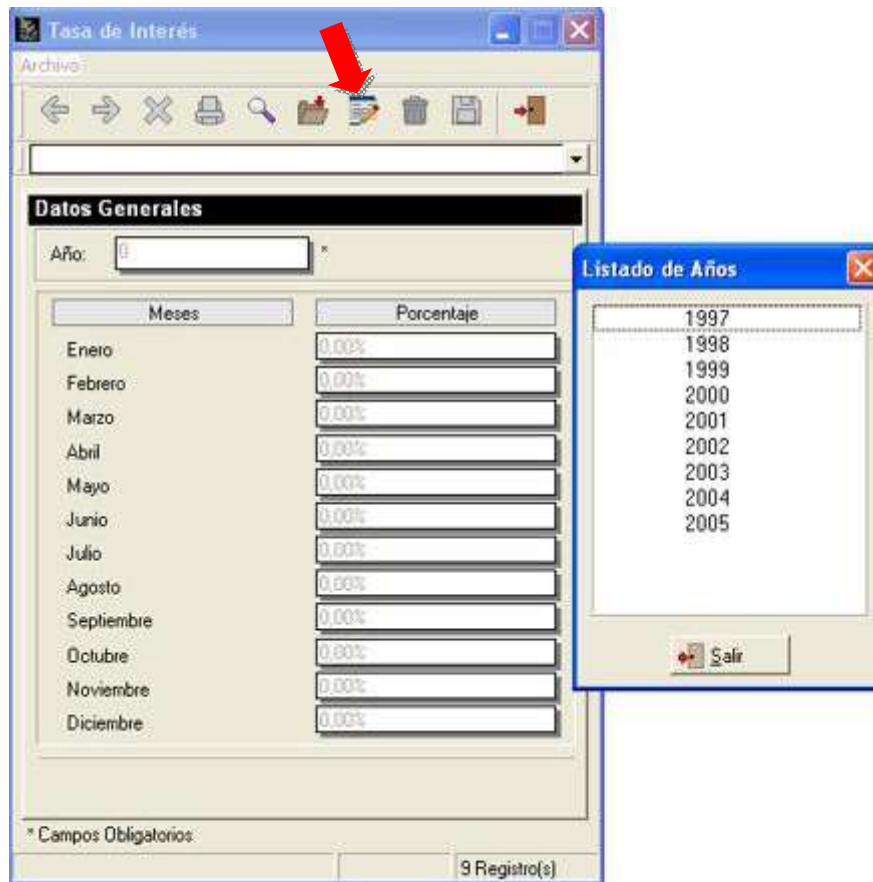 Tasa de Interés
Archivo
Datos Generales
Año: 0 *
Meses Porcentaje
Enero 0,00%
Febrero 0,00%
Marzo 0,00%
Abril 0,00%
Mayo 0,00%
Junio 0,00%
Julio 0,00%
Agosto 0,00%
Septiembre 0,00%
Octubre 0,00%
Noviembre 0,00%
Diciembre 0,00%
* Campos Obligatorios
9 Registro(s)
Listado de Años
1997
1998
1999
2000
2001
2002
2003
2004
2005
Salir